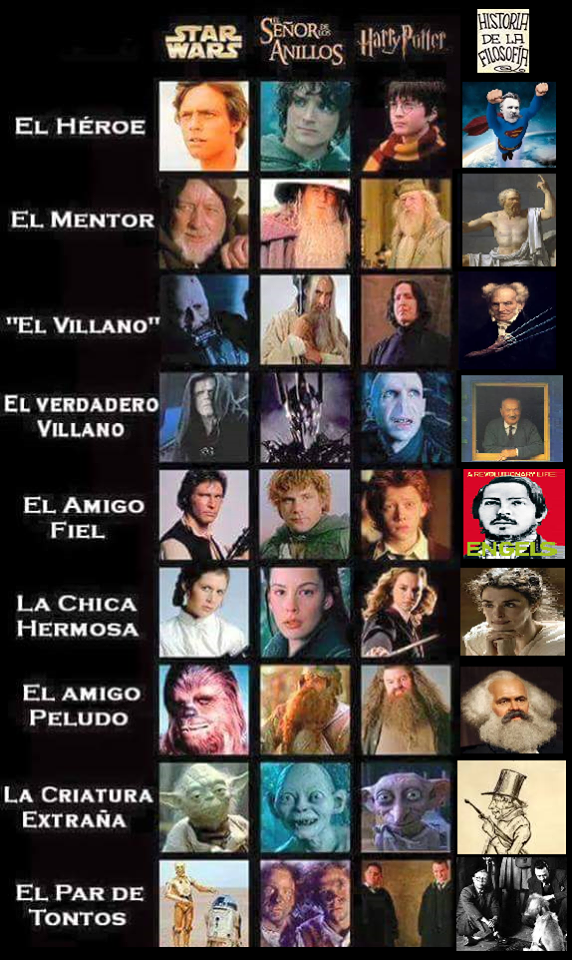 STAR
WARS
EL
SEÑOR DE
LOS
ANILLOS
Harry Potter
HISTORIA
DE LA
FILOSOFÍA
EL HÉROE
EL MENTOR
"EL VILLANO"
EL VERDADERO
VILLANO
EL AMIGO
FIEL
A REVOLUTIONARY LIFE
ENGELS
LA CHICA
HERMOSA
EL AMIGO
PELUDO
LA CRIATURA
EXTRAÑA
EL PAR DE
TONTOS